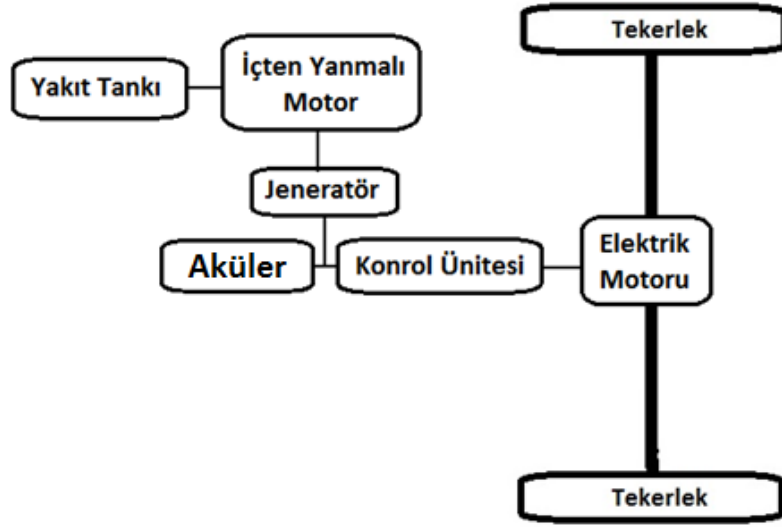 Tekerlek
Yakıt Tankı
İçten Yanmalı
Motor
Jeneratör
Aküler
Konrol Ünitesi
Elektrik
Motoru
Tekerlek